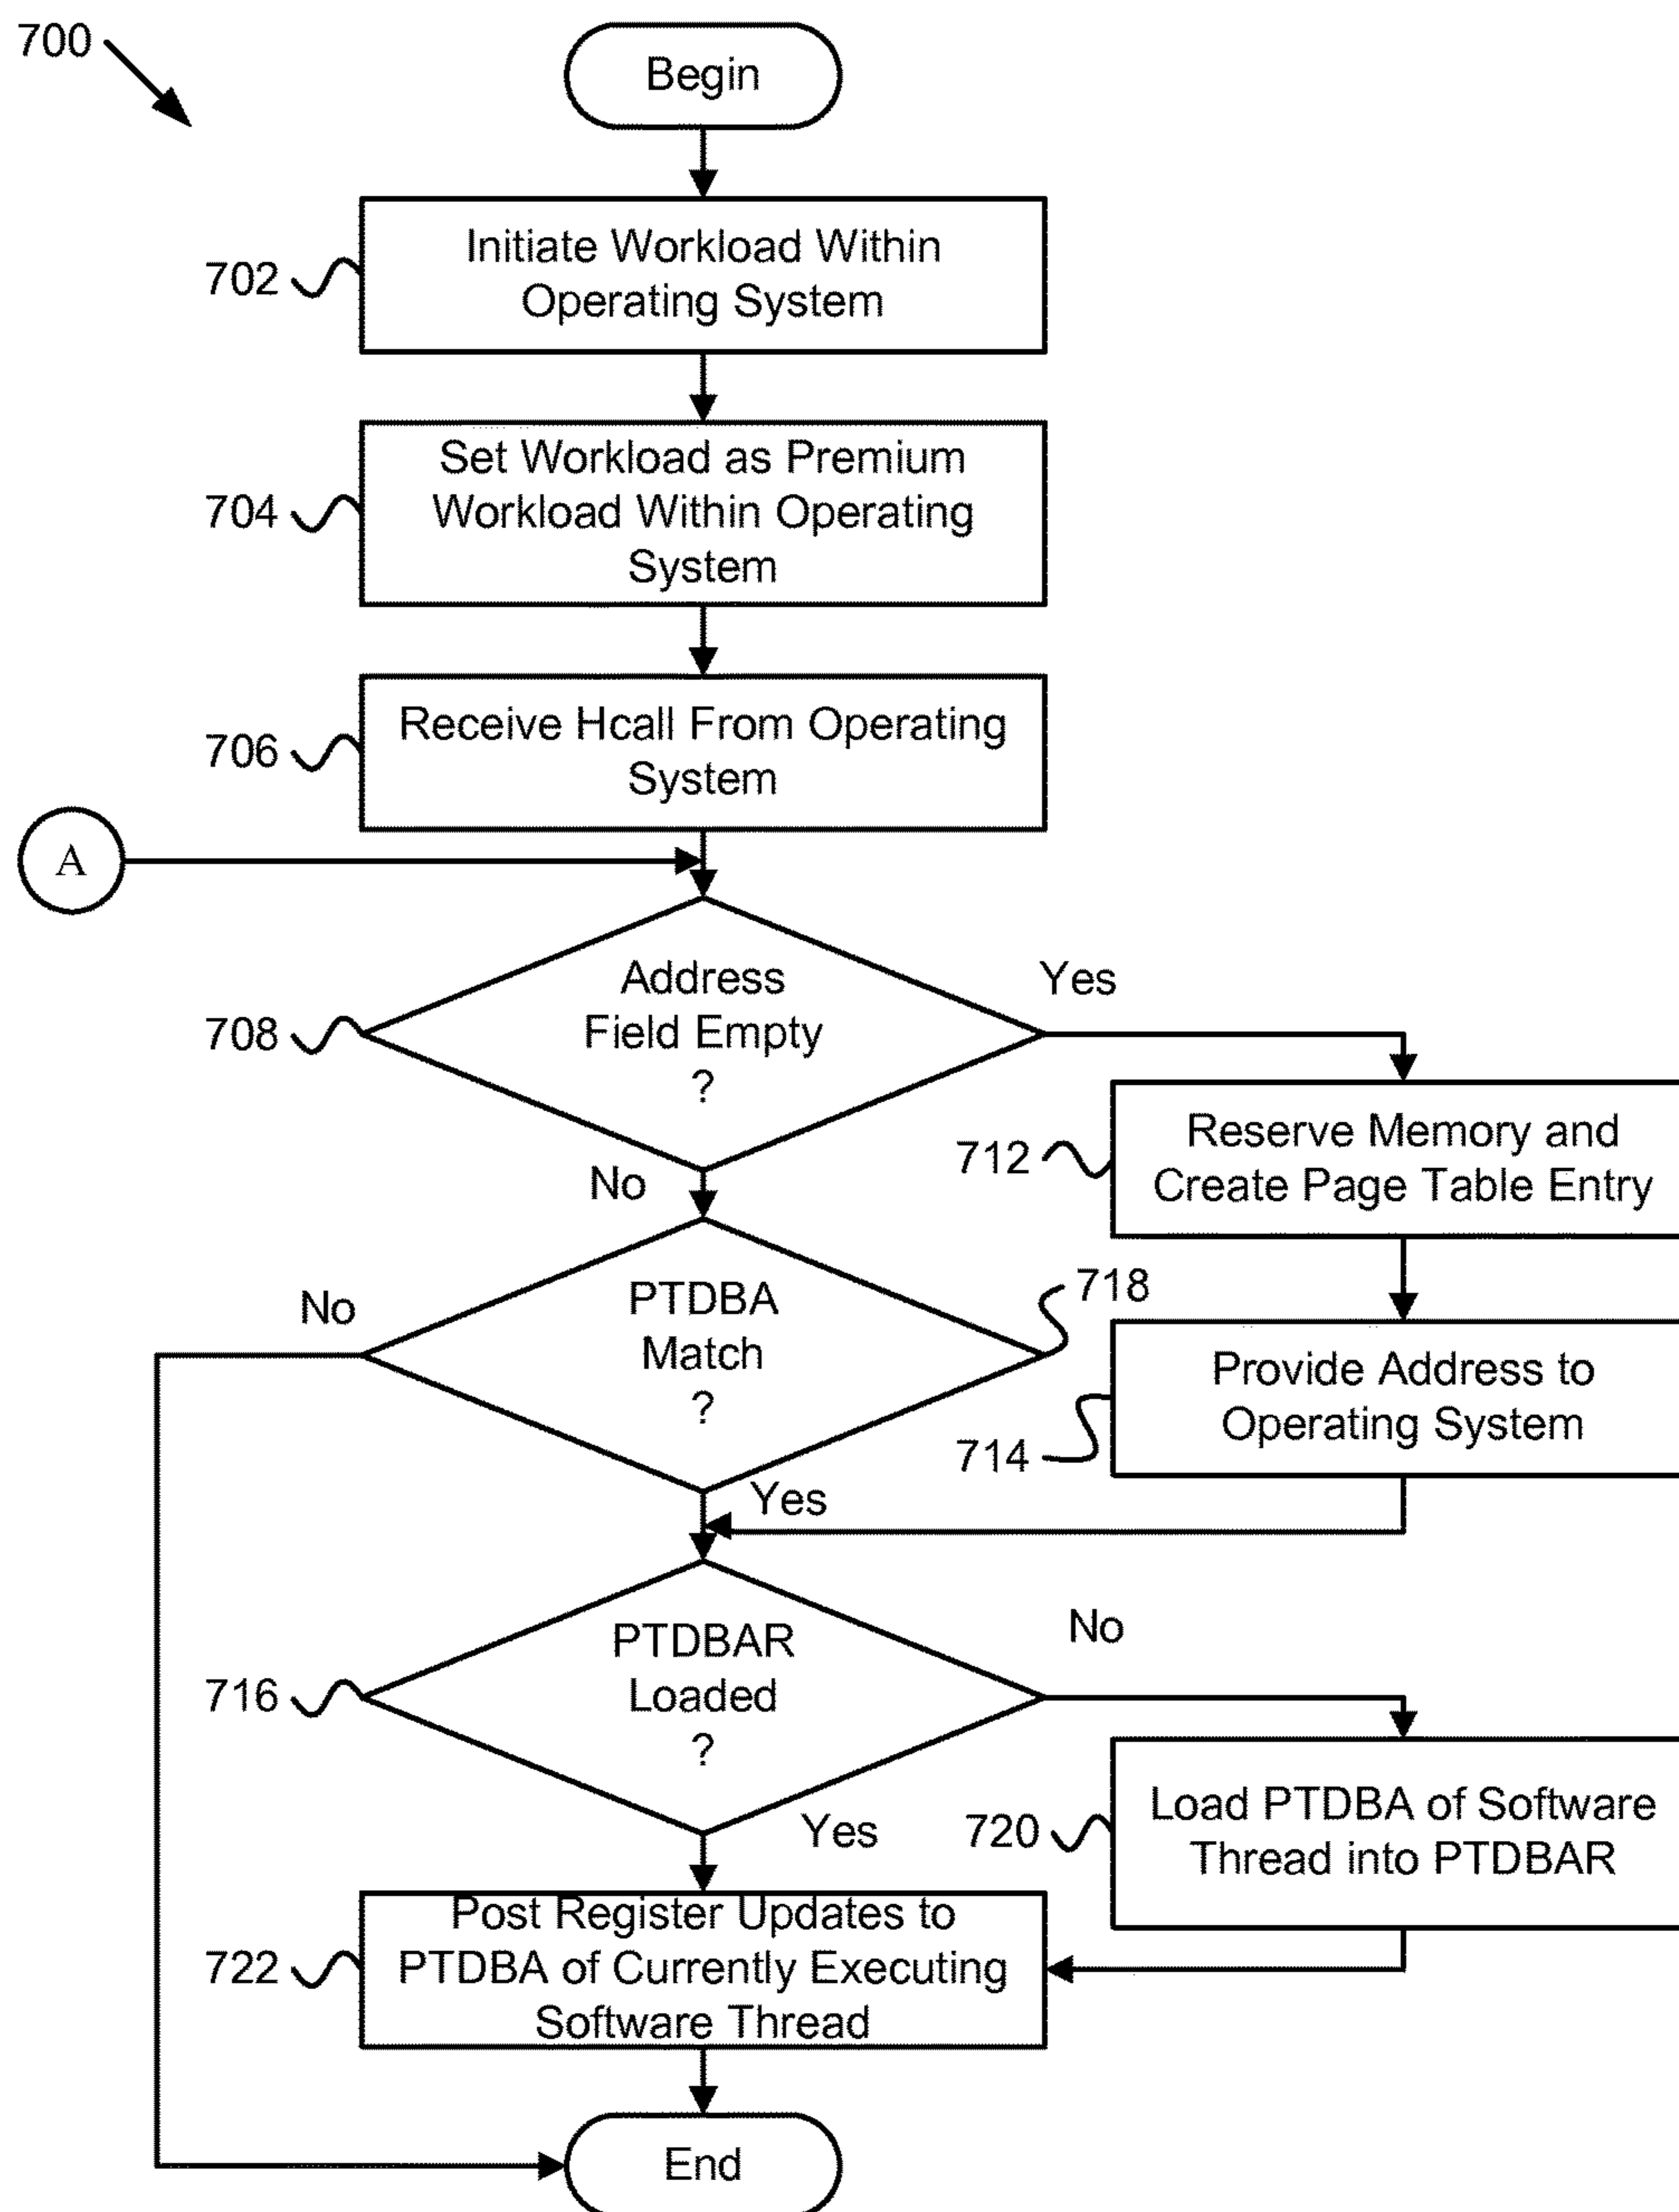 700
Begin
702
Initiate Workload Within
Operating System
704
Set Workload as Premium
Workload Within Operating
System
706
Receive Hcall From Operating
System
A
708
Address
Field Empty
?
Yes
No
712
Reserve Memory and
Create Page Table Entry
718
No
PTDBA
Match
?
714
Provide Address to
Operating System
Yes
716
PTDBAR
Loaded
?
No
Yes
720
Load PTDBA of Software
Thread into PTDBAR
722
Post Register Updates to
PTDBA of Currently Executing
Software Thread
End